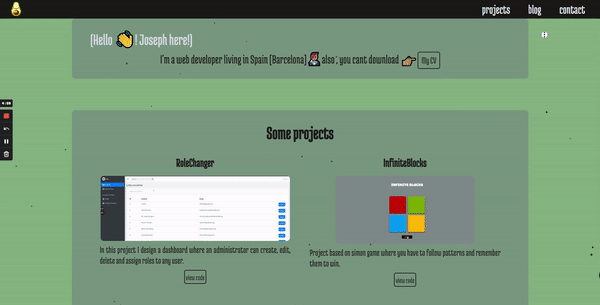 projects blog contact
{Hello ! Joseph here!}
I'm a web developer living in Spain [Barcelona] also , you cant download My CV
Some projects
RoleChanger
InfiniteBlocks
INFINITE BLOCKS
In this project I design a dashboard where an administrator can create, edit,
delete and assign roles to any user.
Project based on simon game where you have to follow patterns and remember
them to win.
view code
view code